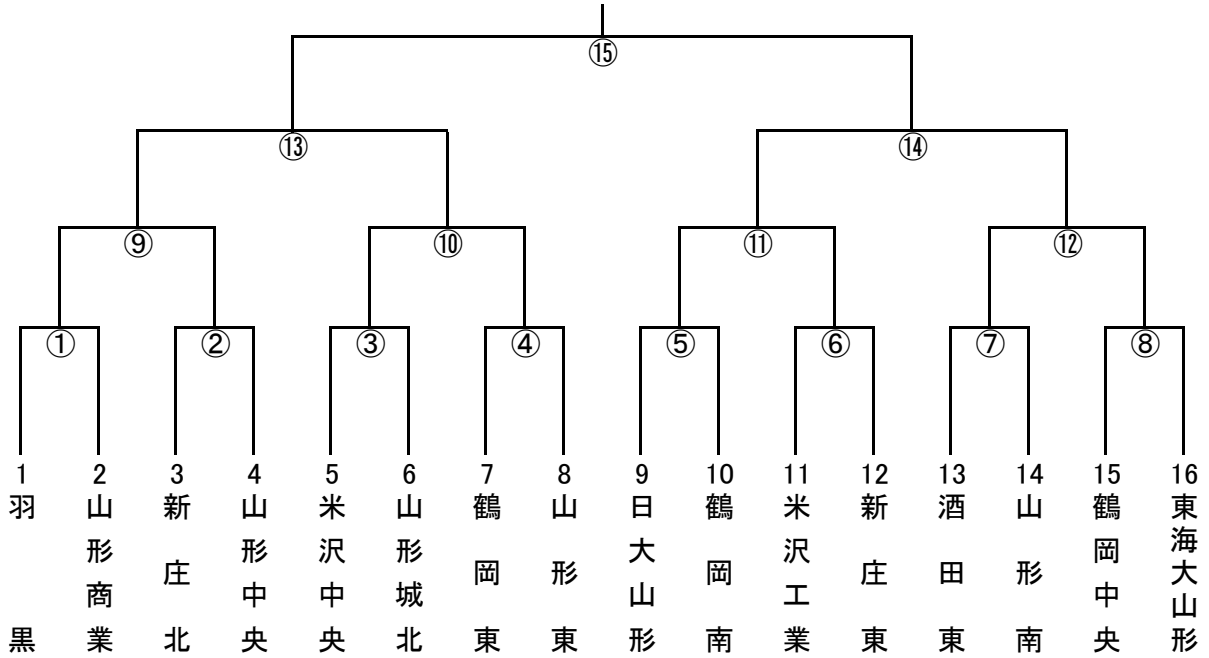 ⑮
⑬ ⑭
⑨ ⑩ ⑪ ⑫
① ② ③ ④ ⑤ ⑥ ⑦ ⑧
1 2 3 4 5 6 7 8 9 10 11 12 13 14 15 16
羽黒
山形商業
新庄北
山形中央
米沢中央
山形城北
鶴岡東
山形東
日大山形
鶴岡南
米沢工業
新庄東
酒田東
山形南
鶴岡中央
東海大山形